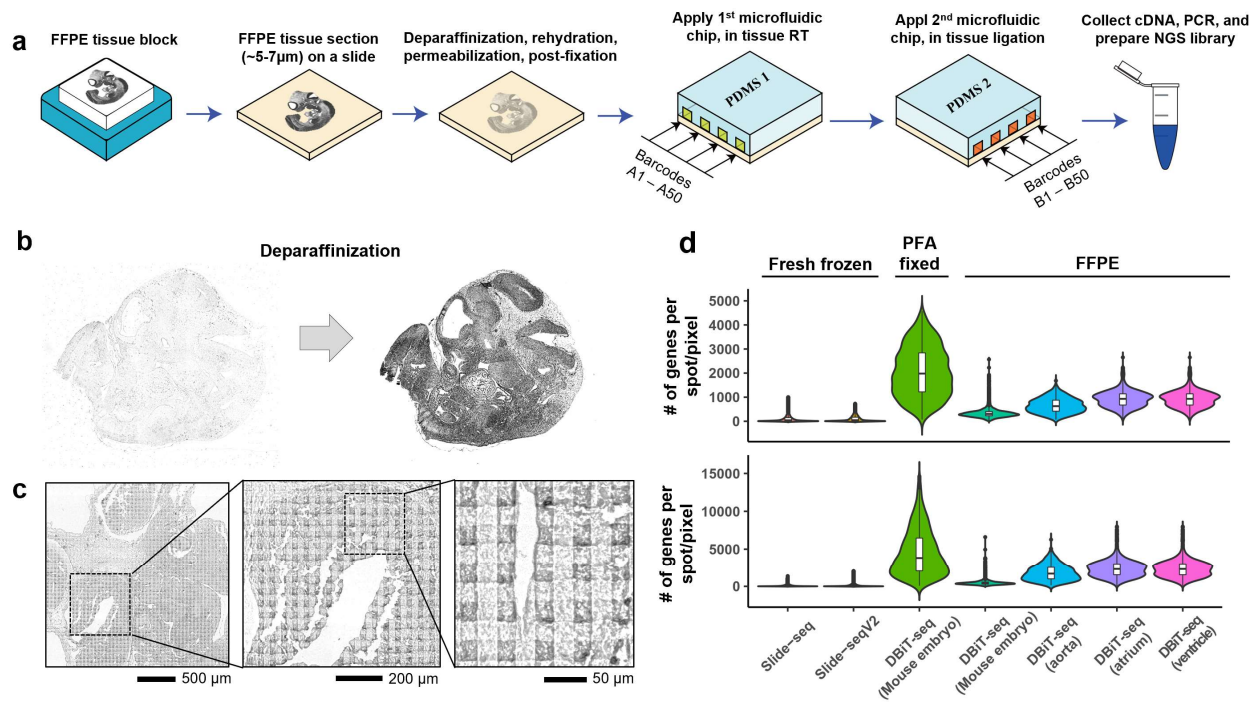 a
FFPE tissue block
FFPE tissue section
(~5-7μm) on a slide
Deparaffinization, rehydration,
permeabilization, post-fixation
Apply 1st microfluidic
chip, in tissue RT
Appl 2nd microfluidic
chip, in tissue ligation
Collect cDNA, PCR, and
prepare NGS library
PDMS 1
Barcodes
A1 – A50
PDMS 2
Barcodes
B1 – B50
b
Deparaffinization
c
500 μm
200 μm
50 μm
d
Fresh frozen
PFA
fixed
FFPE
# of genes per
spot/pixel
5000
4000
3000
2000
1000
0
# of genes per
spot/pixel
15000
10000
5000
0
Slide-seq
Slide-seqV2
DBiT-seq
(Mouse embryo)
DBiT-seq
(Mouse embryo)
DBiT-seq
(aorta)
DBiT-seq
(atrium)
DBiT-seq
(ventricle)